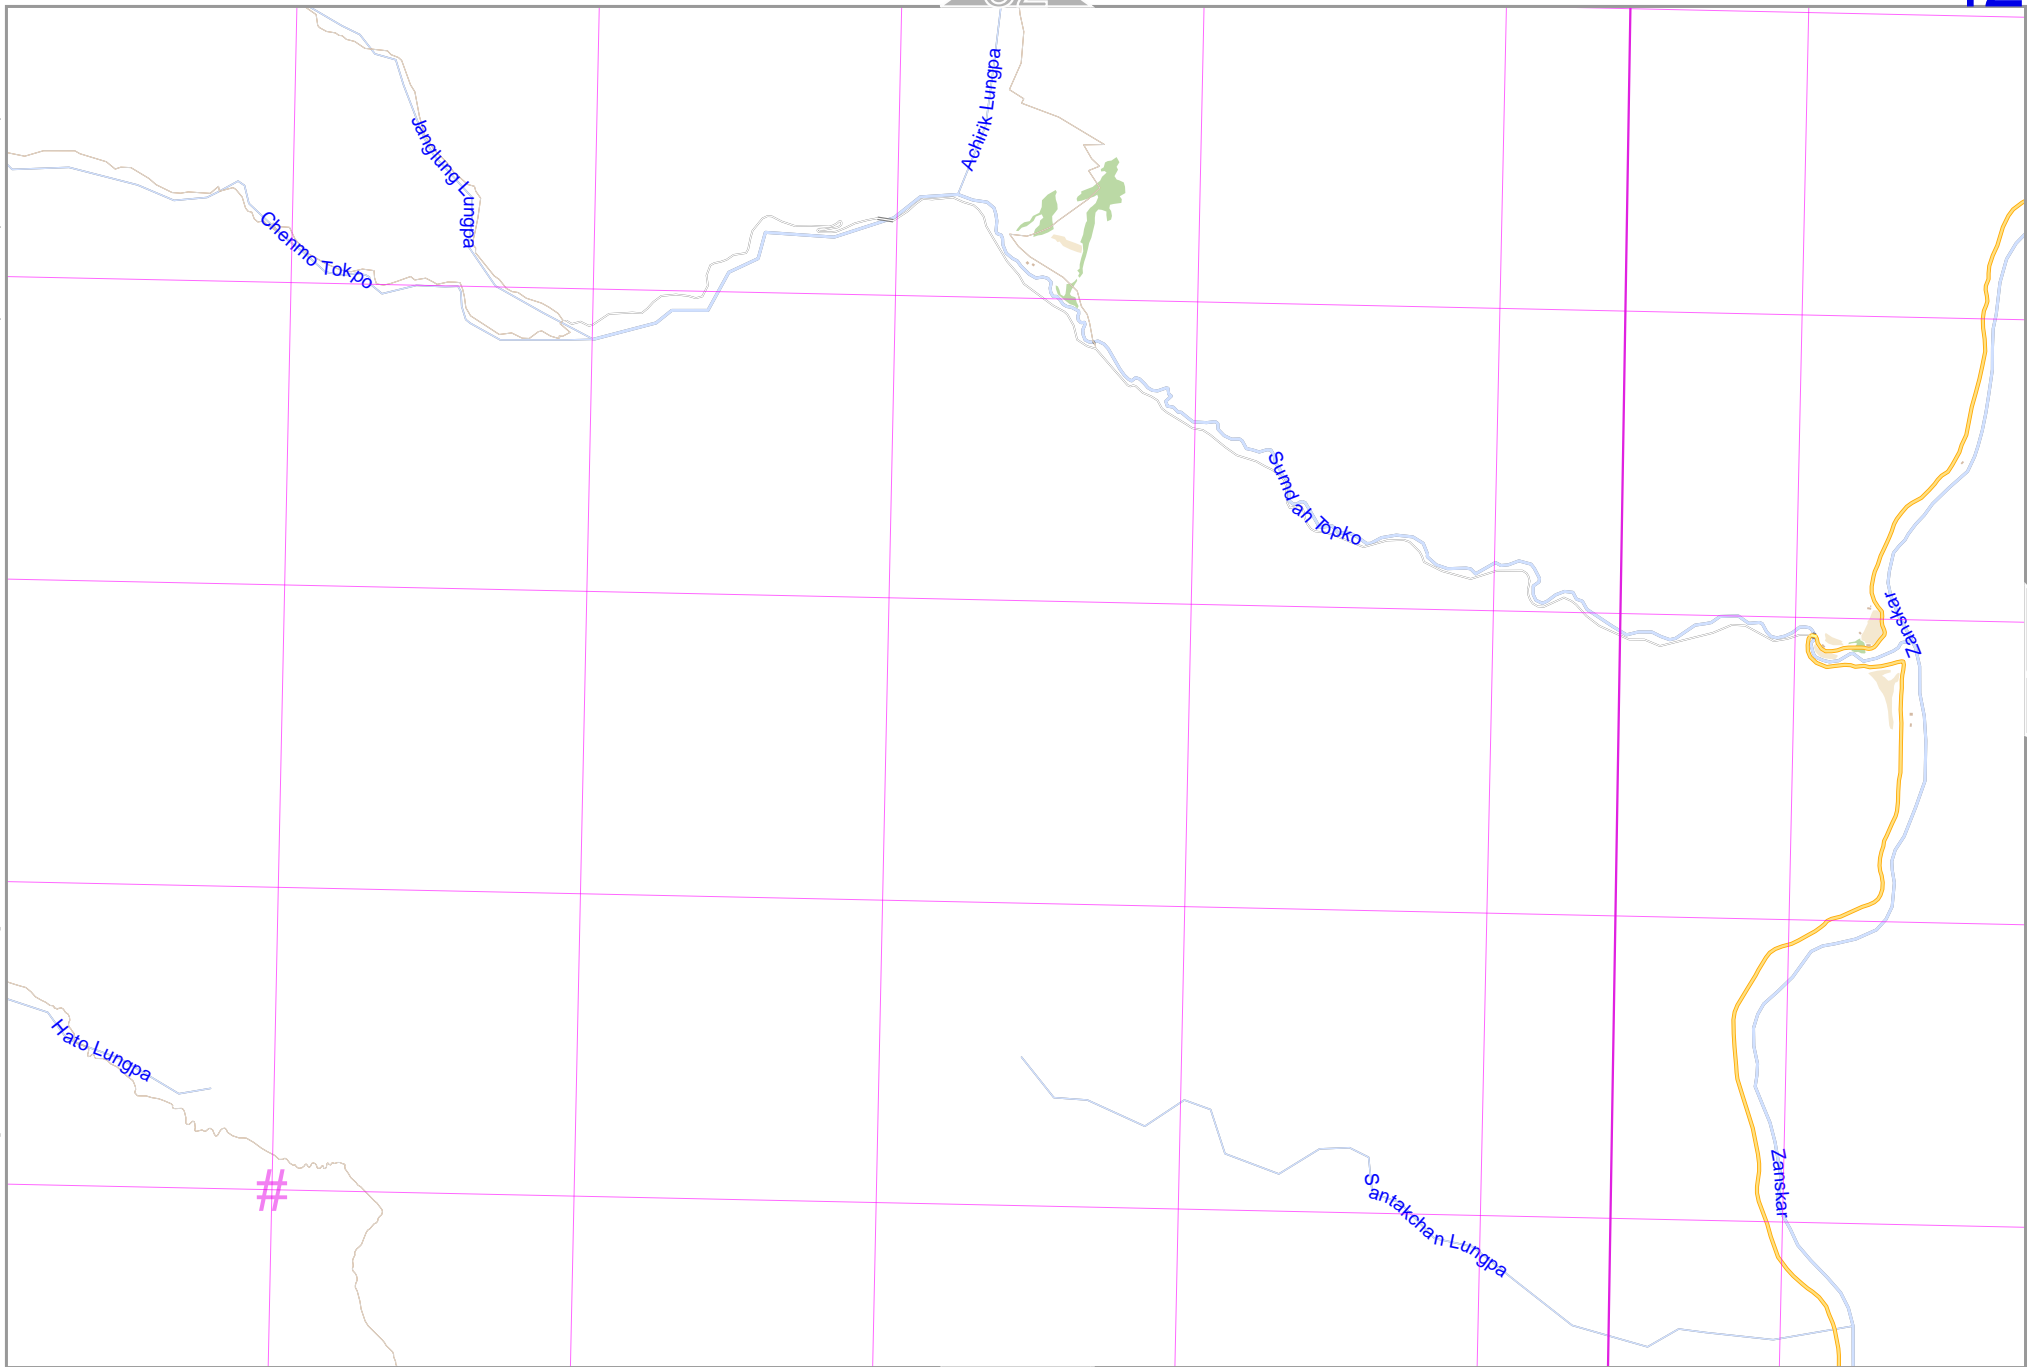 Achirik Lungpa
Janglung Lungpa
Chenmo Tokpo
Sumdah Topko
Zanskar
Hato Lungpa
Zanskar
#
Santakchan Lungpa